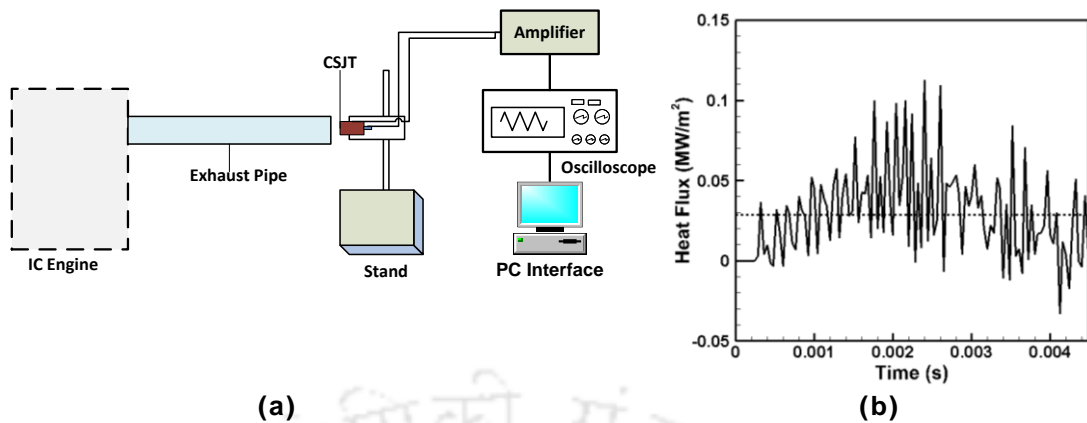 Amplifier
CSJT
Exhaust Pipe
Oscilloscope
IC Engine
Stand
PC Interface
(a)
0.15
0.1
0.05
0
-0.05
Heat Flux (MW/m²)
0
0.001
0.002
0.003
0.004
Time (s)
(b)